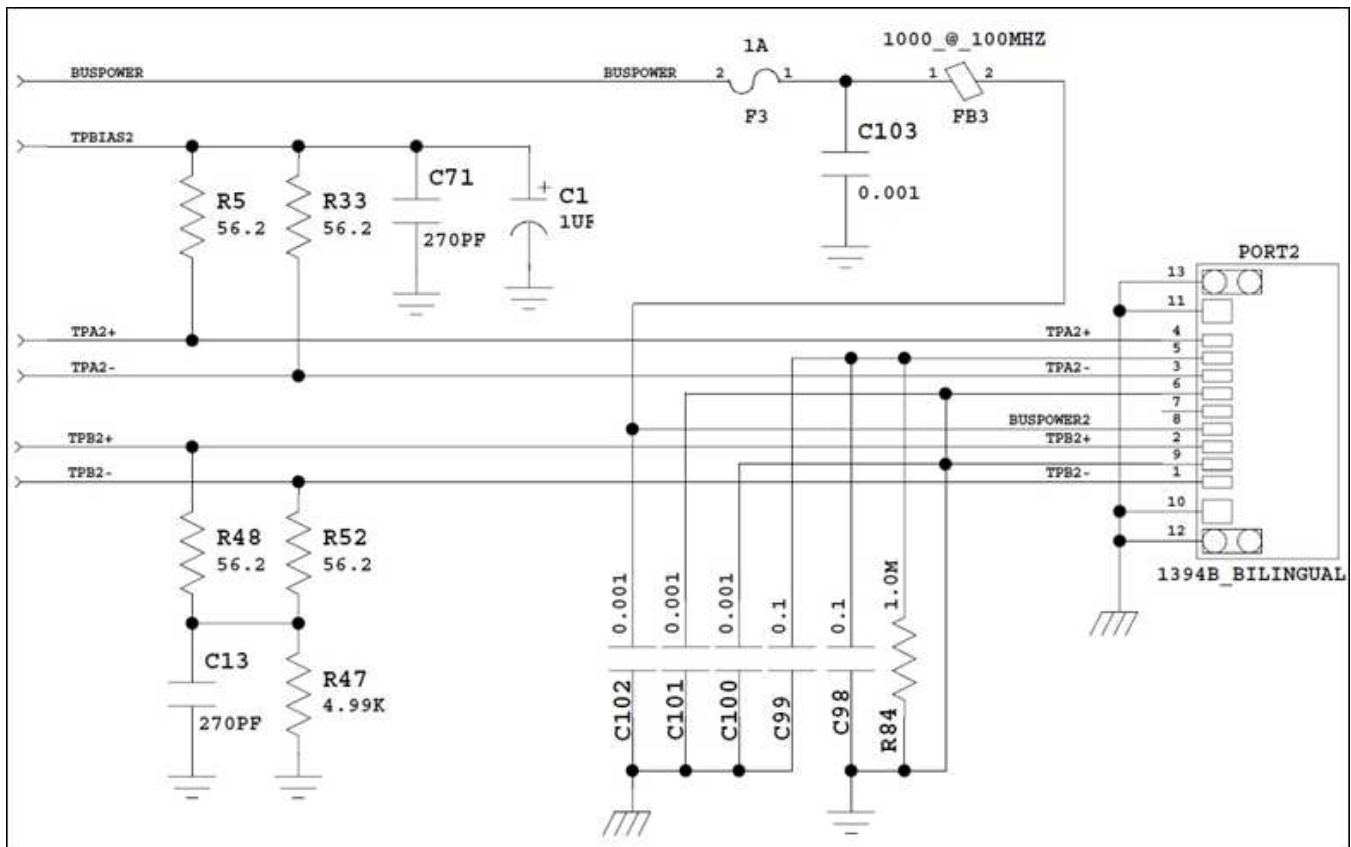 1A
1000_@_100MHZ
BUSPOWER
BUSPOWER
2
1
1
2
F3
FB3
C103
0.001
TPBIAS2
R5
56.2
R33
56.2
C71
270PF
+
C1
1UF
PORT2
13
11
TPA2+
TPA2+
4
5
TPA2-
TPA2-
3
6
7
BUSPOWER2
8
TPB2+
TPB2+
2
9
TPB2-
TPB2-
1
10
12
1394B_BILINGUAL
R48
56.2
R52
56.2
C13
270PF
R47
4.99K
0.001
0.001
0.001
0.1
0.1
1.0M
C102
C101
C100
C99
C98
R84